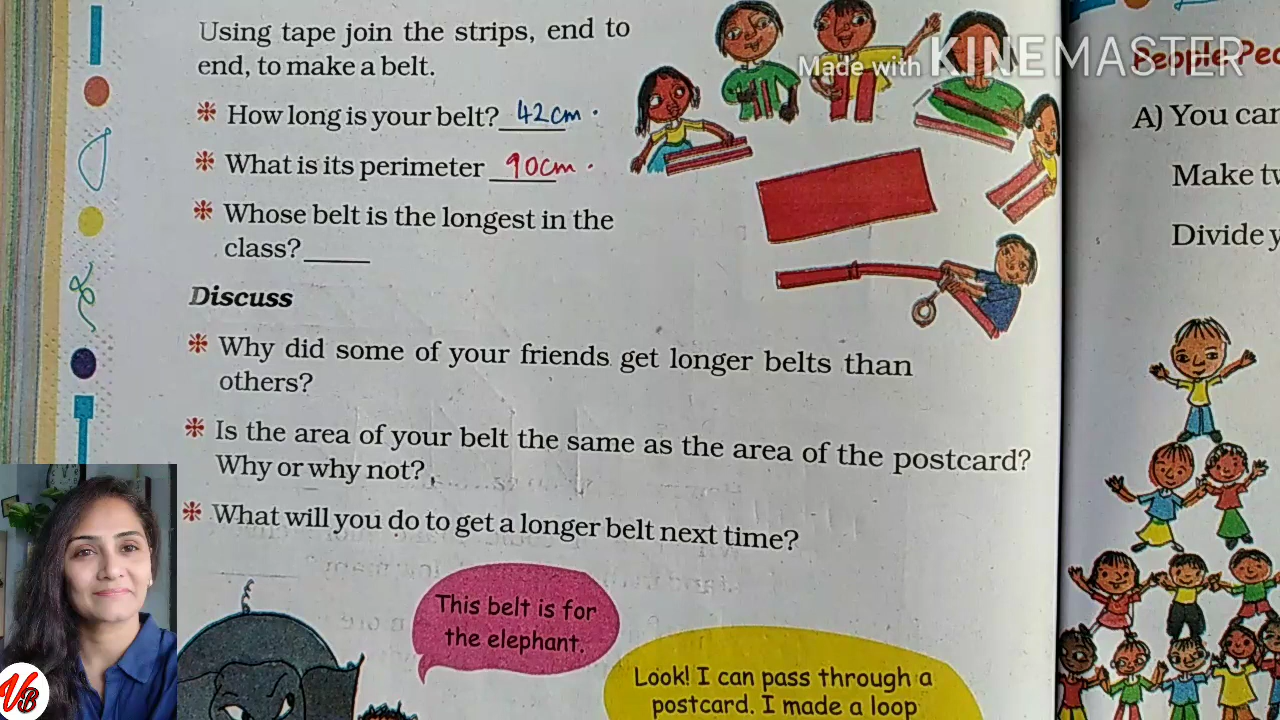 Using tape join the strips, end to
end, to make a belt.
How long is your belt? 42cm.
What is its perimeter 90cm.
Whose belt is the longest in the
class?____
Discuss
Why did some of your friends get longer belts than
others?
Is the area of your belt the same as the area of the postcard?
Why or why not?
What will you do to get a longer belt next time?
This belt is for
the elephant.
Look! I can pass through a
postcard. I made a loop
Made with KINEMASTER
People
A) You can
Make
Divide
VB